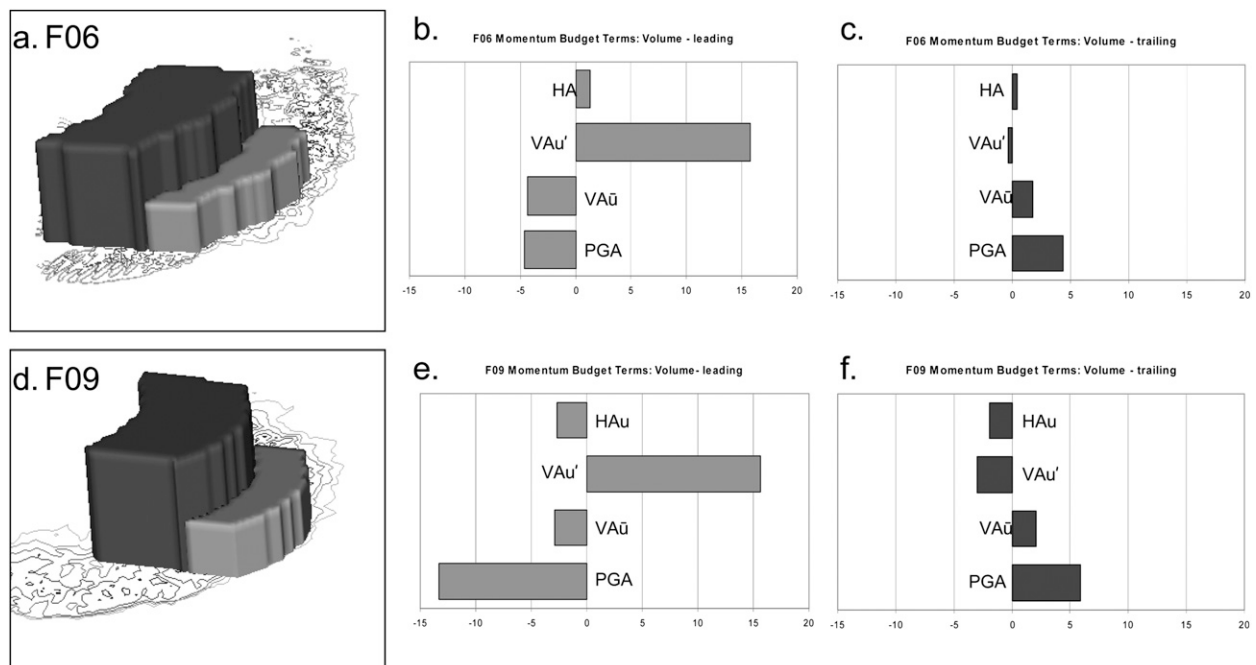 a. F06
b.
F06 Momentum Budget Terms: Volume - leading
HA
VAu′
VAū
PGA
-15 -10 -5 0 5 10 15 20
c.
F06 Momentum Budget Terms: Volume - trailing
HA
VAu′
VAū
PGA
-15 -10 -5 0 5 10 15 20
d. F09
e.
F09 Momentum Budget Terms: Volume- leading
HAu
VAu′
VAū
PGA
-15 -10 -5 0 5 10 15 20
f.
F09 Momentum Budget Terms: Volume - trailing
HAu
VAu′
VAū
PGA
-15 -10 -5 0 5 10 15 20